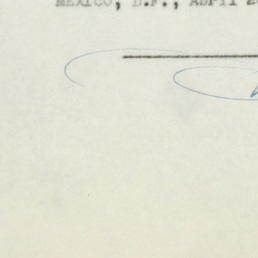 MEXICO, D.F., Abril 2